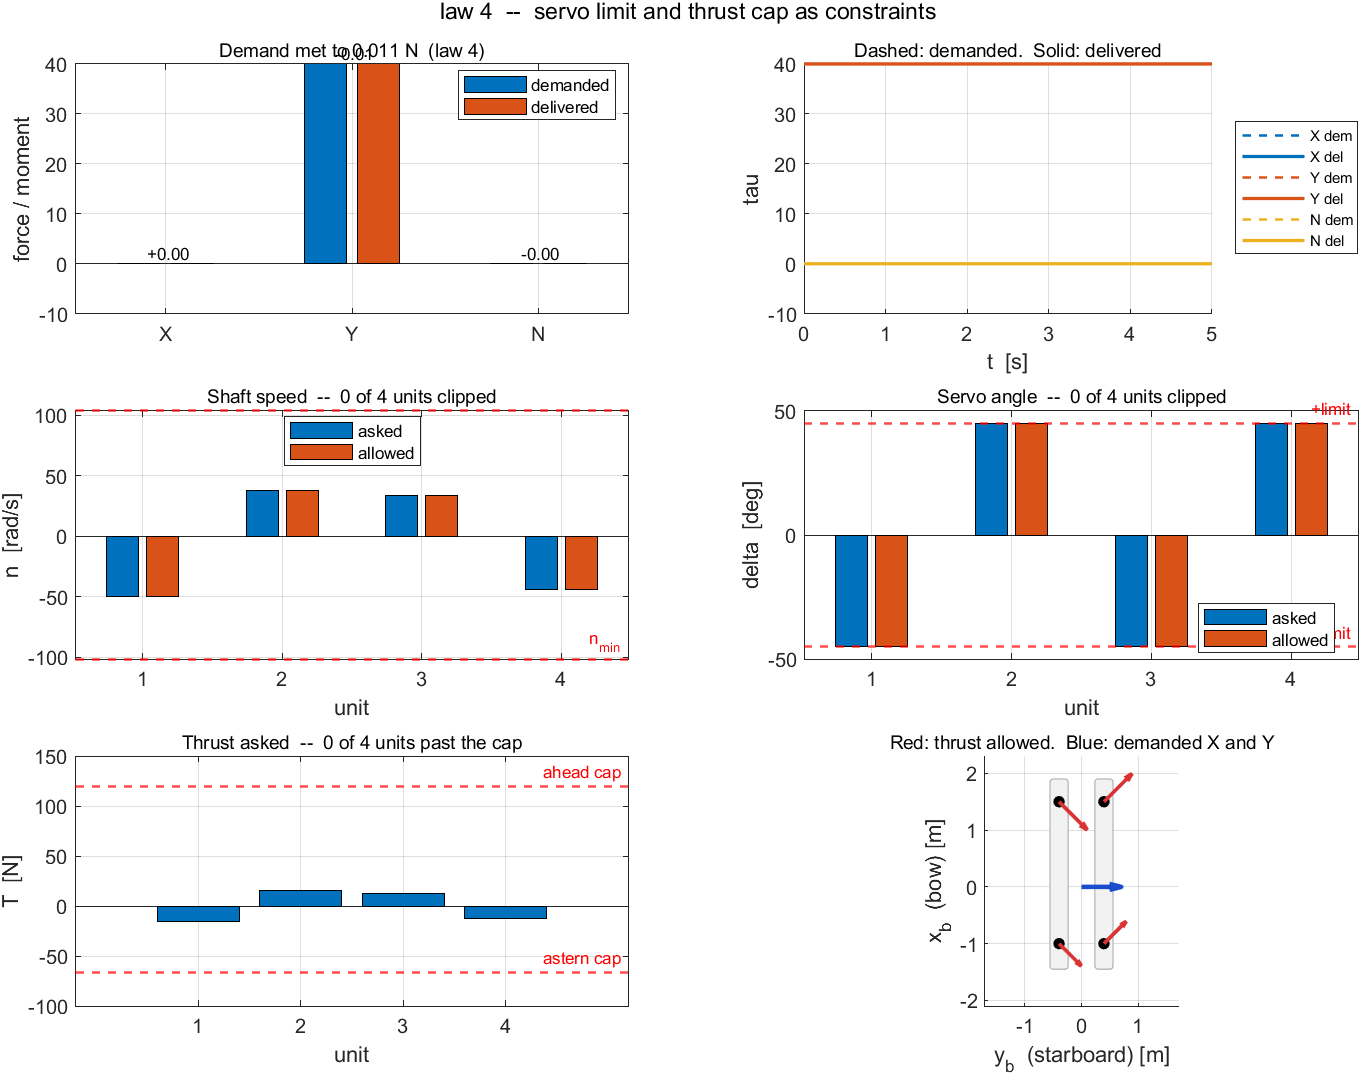 law 4 -- servo limit and thrust cap as constraints
Demand met to 0.011 N (law 4)
-0.01
40
30
20
10
0
-10
force / moment
+0.00
-0.00
X
Y
N
demanded
delivered
Dashed: demanded. Solid: delivered
40
30
20
10
0
-10
tau
0
1
2
3
4
5
t [s]
X dem
X del
Y dem
Y del
N dem
N del
Shaft speed -- 0 of 4 units clipped
100
50
0
-50
-100
n [rad/s]
asked
allowed
n_min
1
2
3
4
unit
Servo angle -- 0 of 4 units clipped
50
0
-50
delta [deg]
+limit
asked
allowed
mit
1
2
3
4
unit
Thrust asked -- 0 of 4 units past the cap
150
100
50
0
-50
-100
T [N]
ahead cap
astern cap
1
2
3
4
unit
Red: thrust allowed. Blue: demanded X and Y
2
1
0
-1
-2
x_b (bow) [m]
-1
0
1
y_b (starboard) [m]